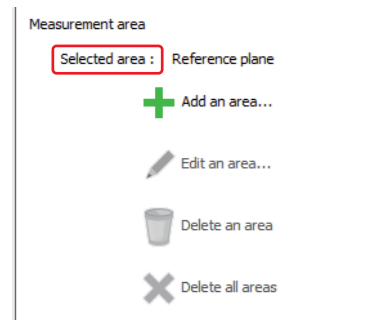 Measurement area
Selected area : Reference plane
Add an area...
Edit an area...
Delete an area
Delete all areas